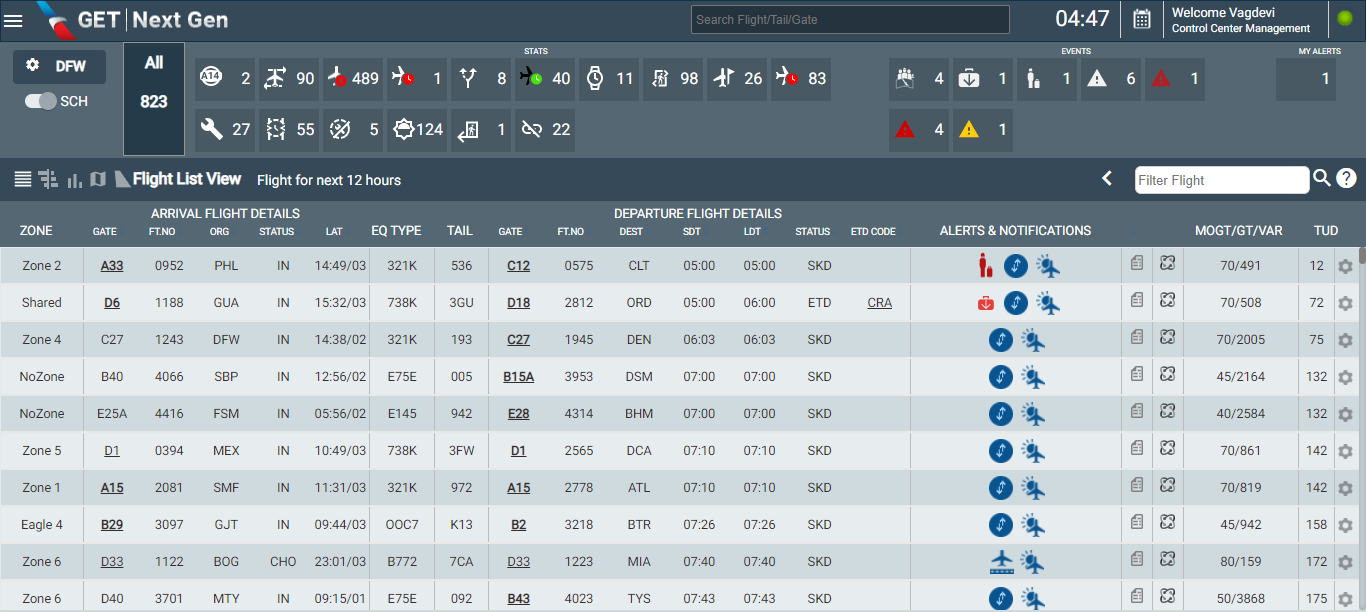 GET | Next Gen
Search Flight/Tail/Gate
04:47
Welcome Vagdevi
Control Center Management
DFW
SCH
All
823
STATS
A14 2 90 489 1 8 40 11 98 26 83
27 55 5 124 1 22
EVENTS
4 1 1 6 1
4 1
MY ALERTS
1
Flight List View Flight for next 12 hours
Filter Flight
?
ARRIVAL FLIGHT DETAILS DEPARTURE FLIGHT DETAILS
ZONE GATE FT.NO ORG STATUS LAT EQ TYPE TAIL GATE FT.NO DEST SDT LDT STATUS ETD CODE ALERTS & NOTIFICATIONS MOGT/GT/VAR TUD
Zone 2 A33 0952 PHL IN 14:49/03 321K 536 C12 0575 CLT 05:00 05:00 SKD 70/491 12
Shared D6 1188 GUA IN 15:32/03 738K 3GU D18 2812 ORD 05:00 06:00 ETD CRA 70/508 72
Zone 4 C27 1243 DFW IN 14:38/02 321K 193 C27 1945 DEN 06:03 06:03 SKD 70/2005 75
NoZone B40 4066 SBP IN 12:56/02 E75E 005 B15A 3953 DSM 07:00 07:00 SKD 45/2164 132
NoZone E25A 4416 FSM IN 05:56/02 E145 942 E28 4314 BHM 07:00 07:00 SKD 40/2584 132
Zone 5 D1 0394 MEX IN 10:49/03 738K 3FW D1 2565 DCA 07:10 07:10 SKD 70/861 142
Zone 1 A15 2081 SMF IN 11:31/03 321K 972 A15 2778 ATL 07:10 07:10 SKD 70/819 142
Eagle 4 B29 3097 GJT IN 09:44/03 OOC7 K13 B2 3218 BTR 07:26 07:26 SKD 45/942 158
Zone 6 D33 1122 BOG CHO 23:01/03 B772 7CA D33 1223 MIA 07:40 07:40 SKD 80/159 172
Zone 6 D40 3701 MTY IN 09:15/01 E75E 092 B43 4023 TYS 07:43 07:43 SKD 50/3868 175